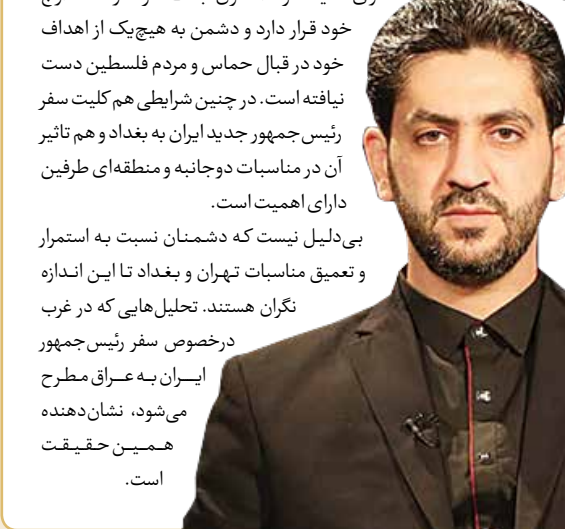 خود قرار دارد و دشمن به هیچ‌یک از اهداف
خود در قبال حماس و مردم فلسطین دست
نیافته است. در چنین شرایطی هم کلیت سفر
رئیس‌جمهور جدید ایران به بغداد و هم تاثیر
آن در مناسبات دوجانبه و منطقه‌ای طرفین
دارای اهمیت است.
بی‌دلیل نیست که دشمنان نسبت به استمرار
و تعمیق مناسبات تهران و بغداد تا این اندازه
نگران هستند. تحلیل‌هایی که در غرب
درخصوص سفر رئیس‌جمهور
ایران به عراق مطرح
می‌شود، نشان‌دهنده
همین حقیقت
است.